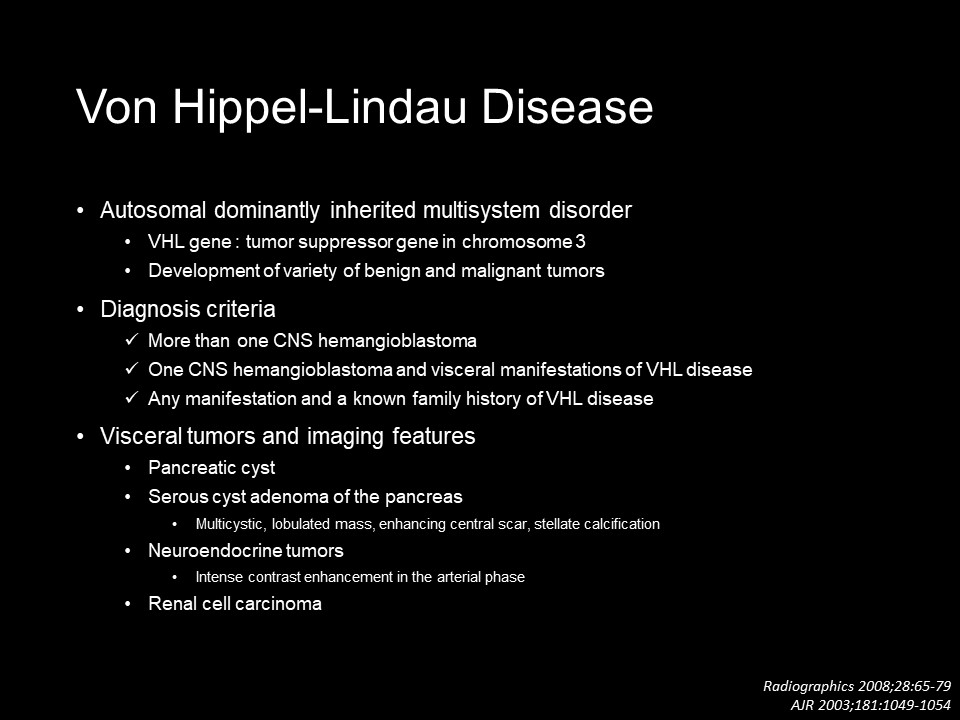 Von Hippel-Lindau Disease
• Autosomal dominantly inherited multisystem disorder
• VHL gene : tumor suppressor gene in chromosome 3
• Development of variety of benign and malignant tumors
• Diagnosis criteria
✓ More than one CNS hemangioblastoma
✓ One CNS hemangioblastoma and visceral manifestations of VHL disease
✓ Any manifestation and a known family history of VHL disease
• Visceral tumors and imaging features
• Pancreatic cyst
• Serous cyst adenoma of the pancreas
• Multicystic, lobulated mass, enhancing central scar, stellate calcification
• Neuroendocrine tumors
• Intense contrast enhancement in the arterial phase
• Renal cell carcinoma
Radiographics 2008;28:65-79
AJR 2003;181:1049-1054